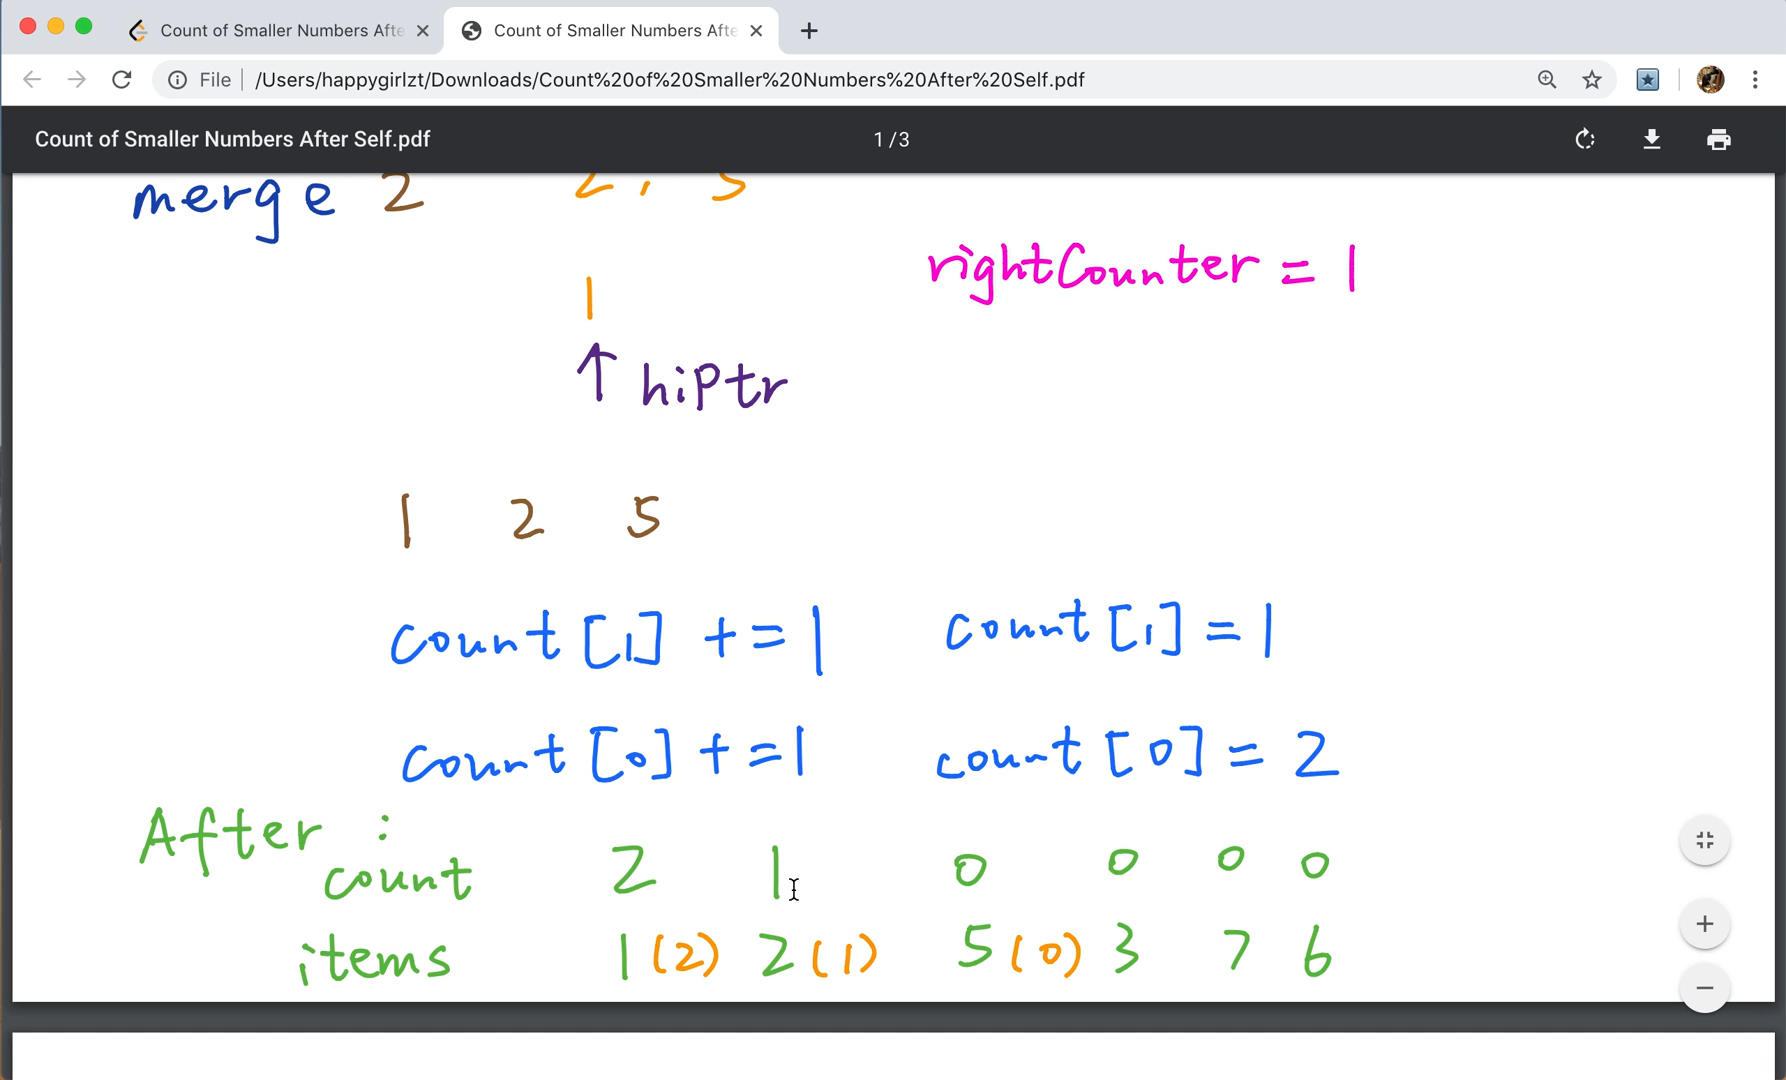 Count of Smaller Numbers Afte
Count of Smaller Numbers Afte
File /Users/happygirlzt/Downloads/Count%20of%20Smaller%20Numbers%20After%20Self.pdf
Count of Smaller Numbers After Self.pdf 1/3
merge 2 2, 5
rightCounter = 1
1
↑ hiPtr
1 2 5
count [1] += 1 count [1] = 1
count [0] += 1 count [0] = 2
After :
count 2 1 0 0 0 0
items 1 (2) 2 (1) 5 (0) 3 7 6